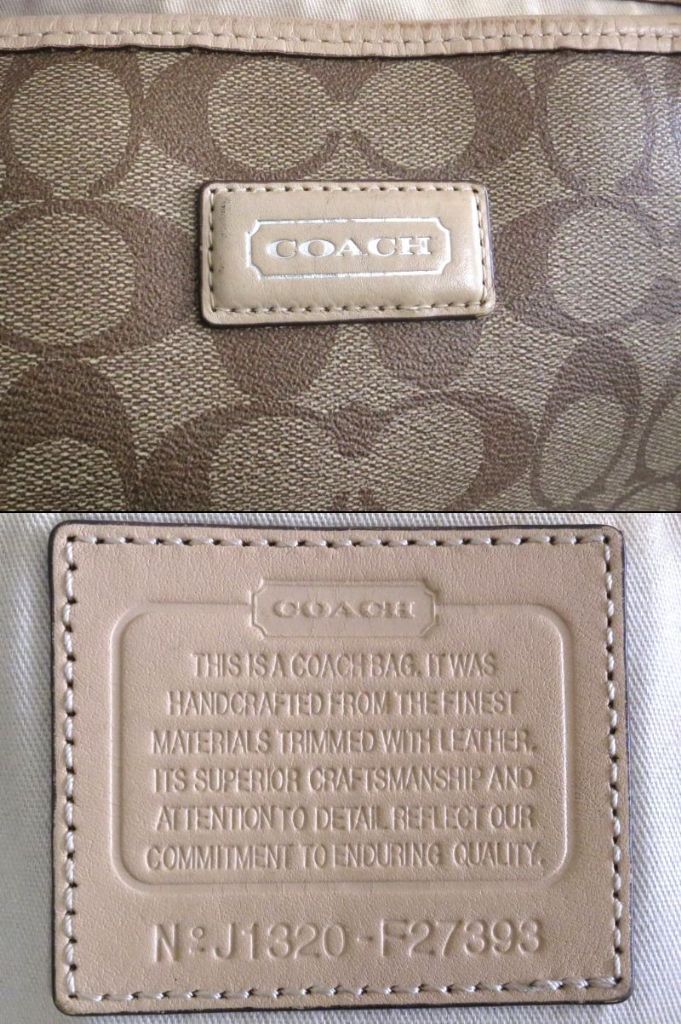 COACH
COACH
THIS IS A COACH BAG. IT WAS
HANDCRAFTED FROM THE FINEST
MATERIALS TRIMMED WITH LEATHER.
ITS SUPERIOR CRAFTSMANSHIP AND
ATTENTION TO DETAIL REFLECT OUR
COMMITMENT TO ENDURING QUALITY.
Nº J1320-F27393